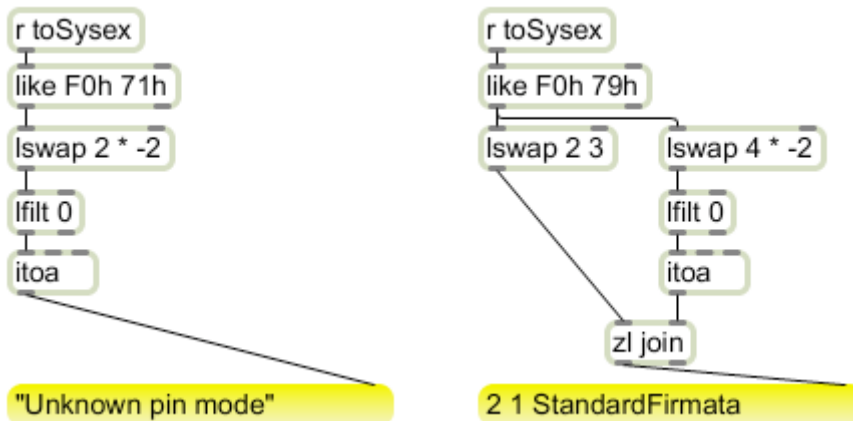 r toSysex
like F0h 71h
lswap 2 * -2
lfilt 0
itoa
"Unknown pin mode"
r toSysex
like F0h 79h
lswap 2 3
lswap 4 * -2
lfilt 0
itoa
zl join
2 1 StandardFirmata